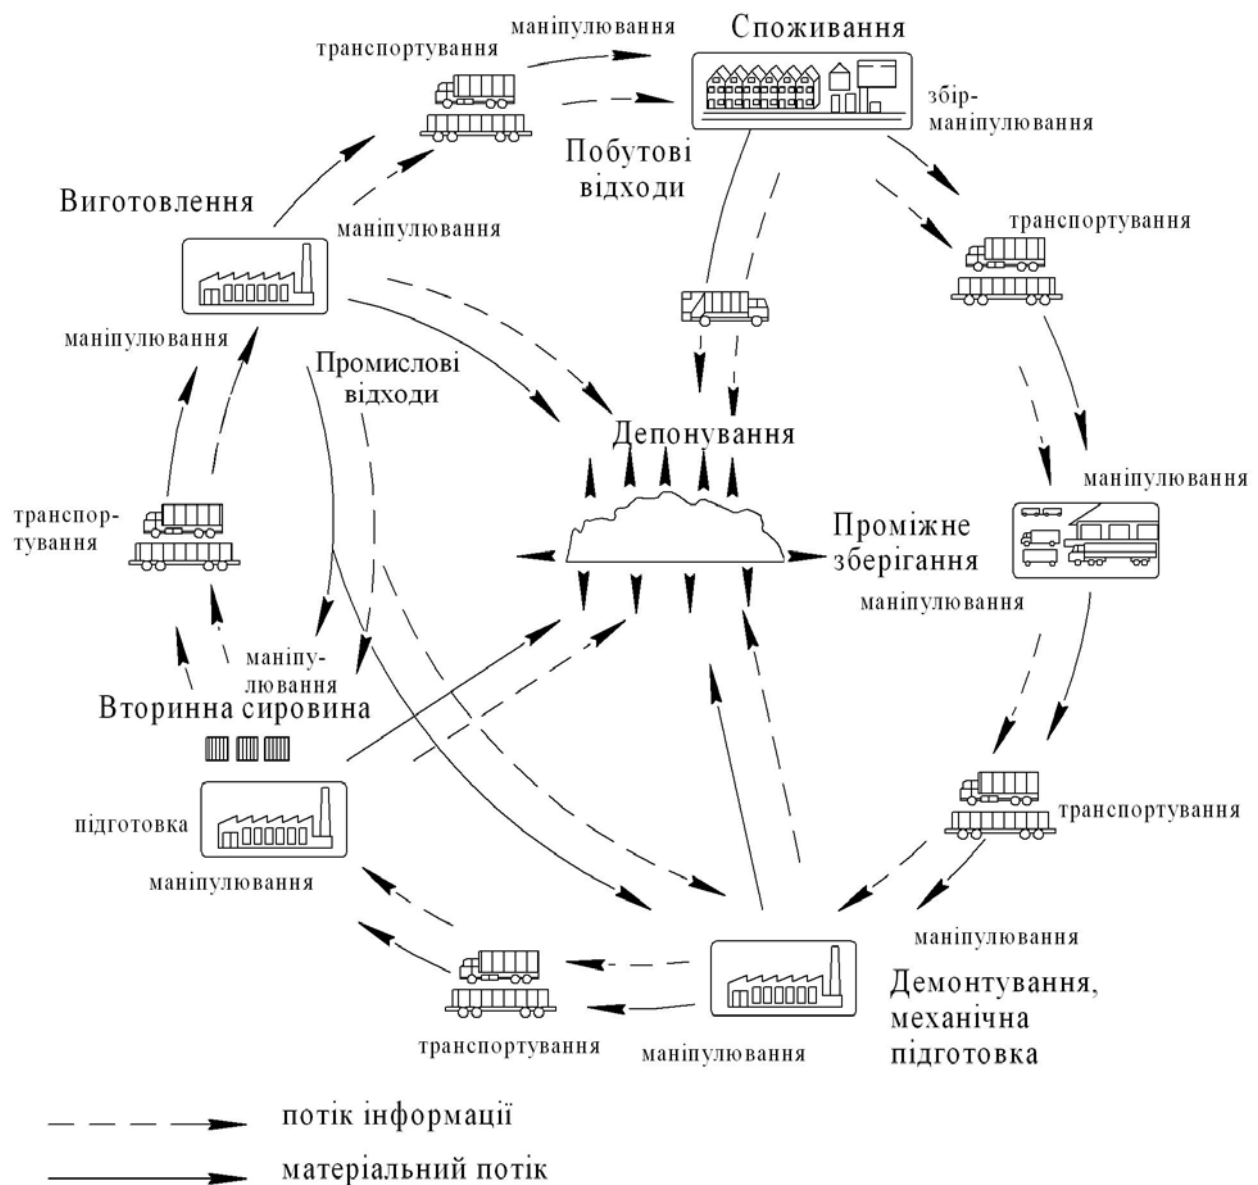 маніпулювання
Споживання
транспортування
збір-
маніпулювання
Побутові
відходи
Виготовлення
маніпулювання
транспортування
маніпулювання
Промислові
відходи
Депонування
маніпулювання
транспор-
тування
Проміжне
зберігання
маніпулювання
маніпу-
лювання
Вторинна сировина
підготовка
транспортування
маніпулювання
маніпулювання
Демонтування,
механічна
підготовка
транспортування
маніпулювання
потік інформації
матеріальний потік